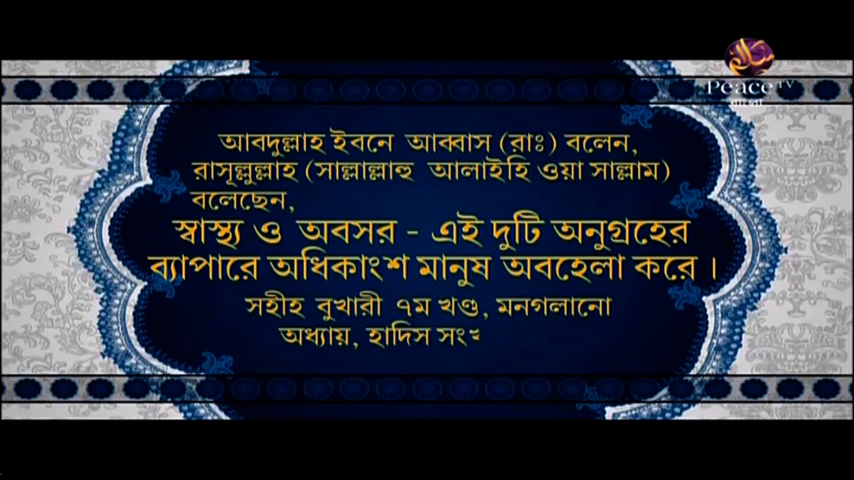 Peace TV
বাংলা
আবদুল্লাহ ইবনে আব্বাস (রাঃ) বলেন,
রাসূল্লুল্লাহ (সাল্লাল্লাহু আলাইহি ওয়া সাল্লাম)
বলেছেন,
স্বাস্থ্য ও অবসর - এই দুটি অনুগ্রহের
ব্যাপারে অধিকাংশ মানুষ অবহেলা করে ।
সহীহ বুখারী ৭ম খণ্ড, মনগলানো
অধ্যায়, হাদিস